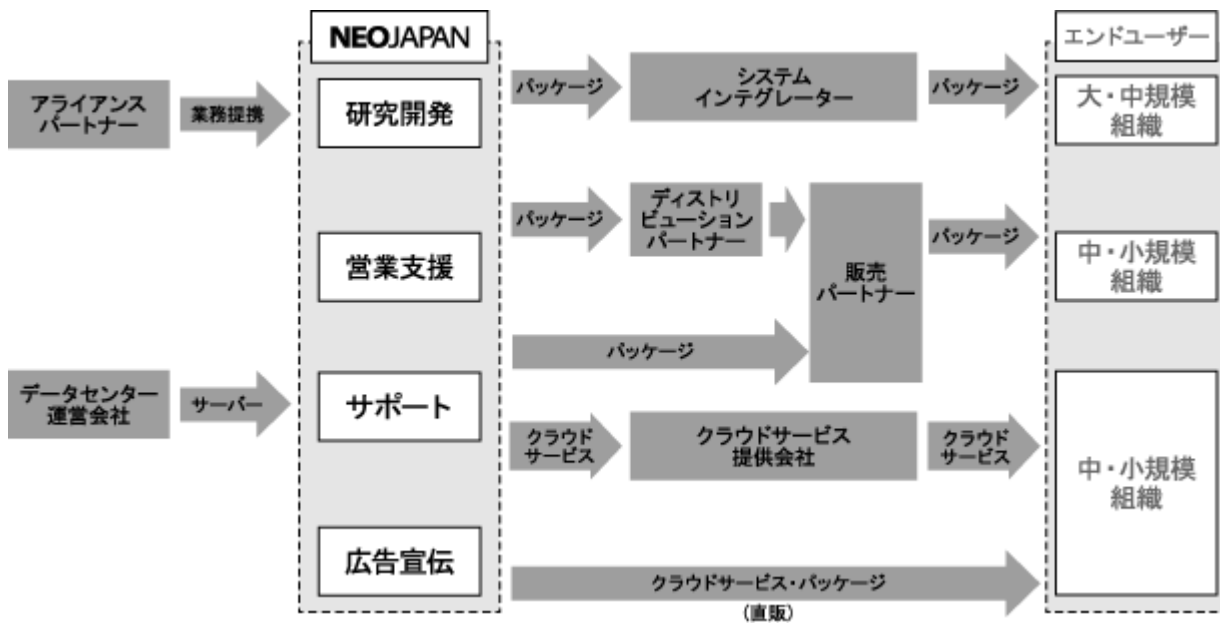 NEOJAPAN
エンドユーザー
アライアンス
パートナー
業務提携
研究開発
パッケージ
システム
インテグレーター
パッケージ
大・中規模
組織
パッケージ
ディストリ
ビューション
パートナー
販売
パートナー
パッケージ
中・小規模
組織
営業支援
パッケージ
データセンター
運営会社
サーバー
サポート
クラウド
サービス
クラウドサービス
提供会社
クラウド
サービス
中・小規模
組織
広告宣伝
クラウドサービス・パッケージ
(直販)